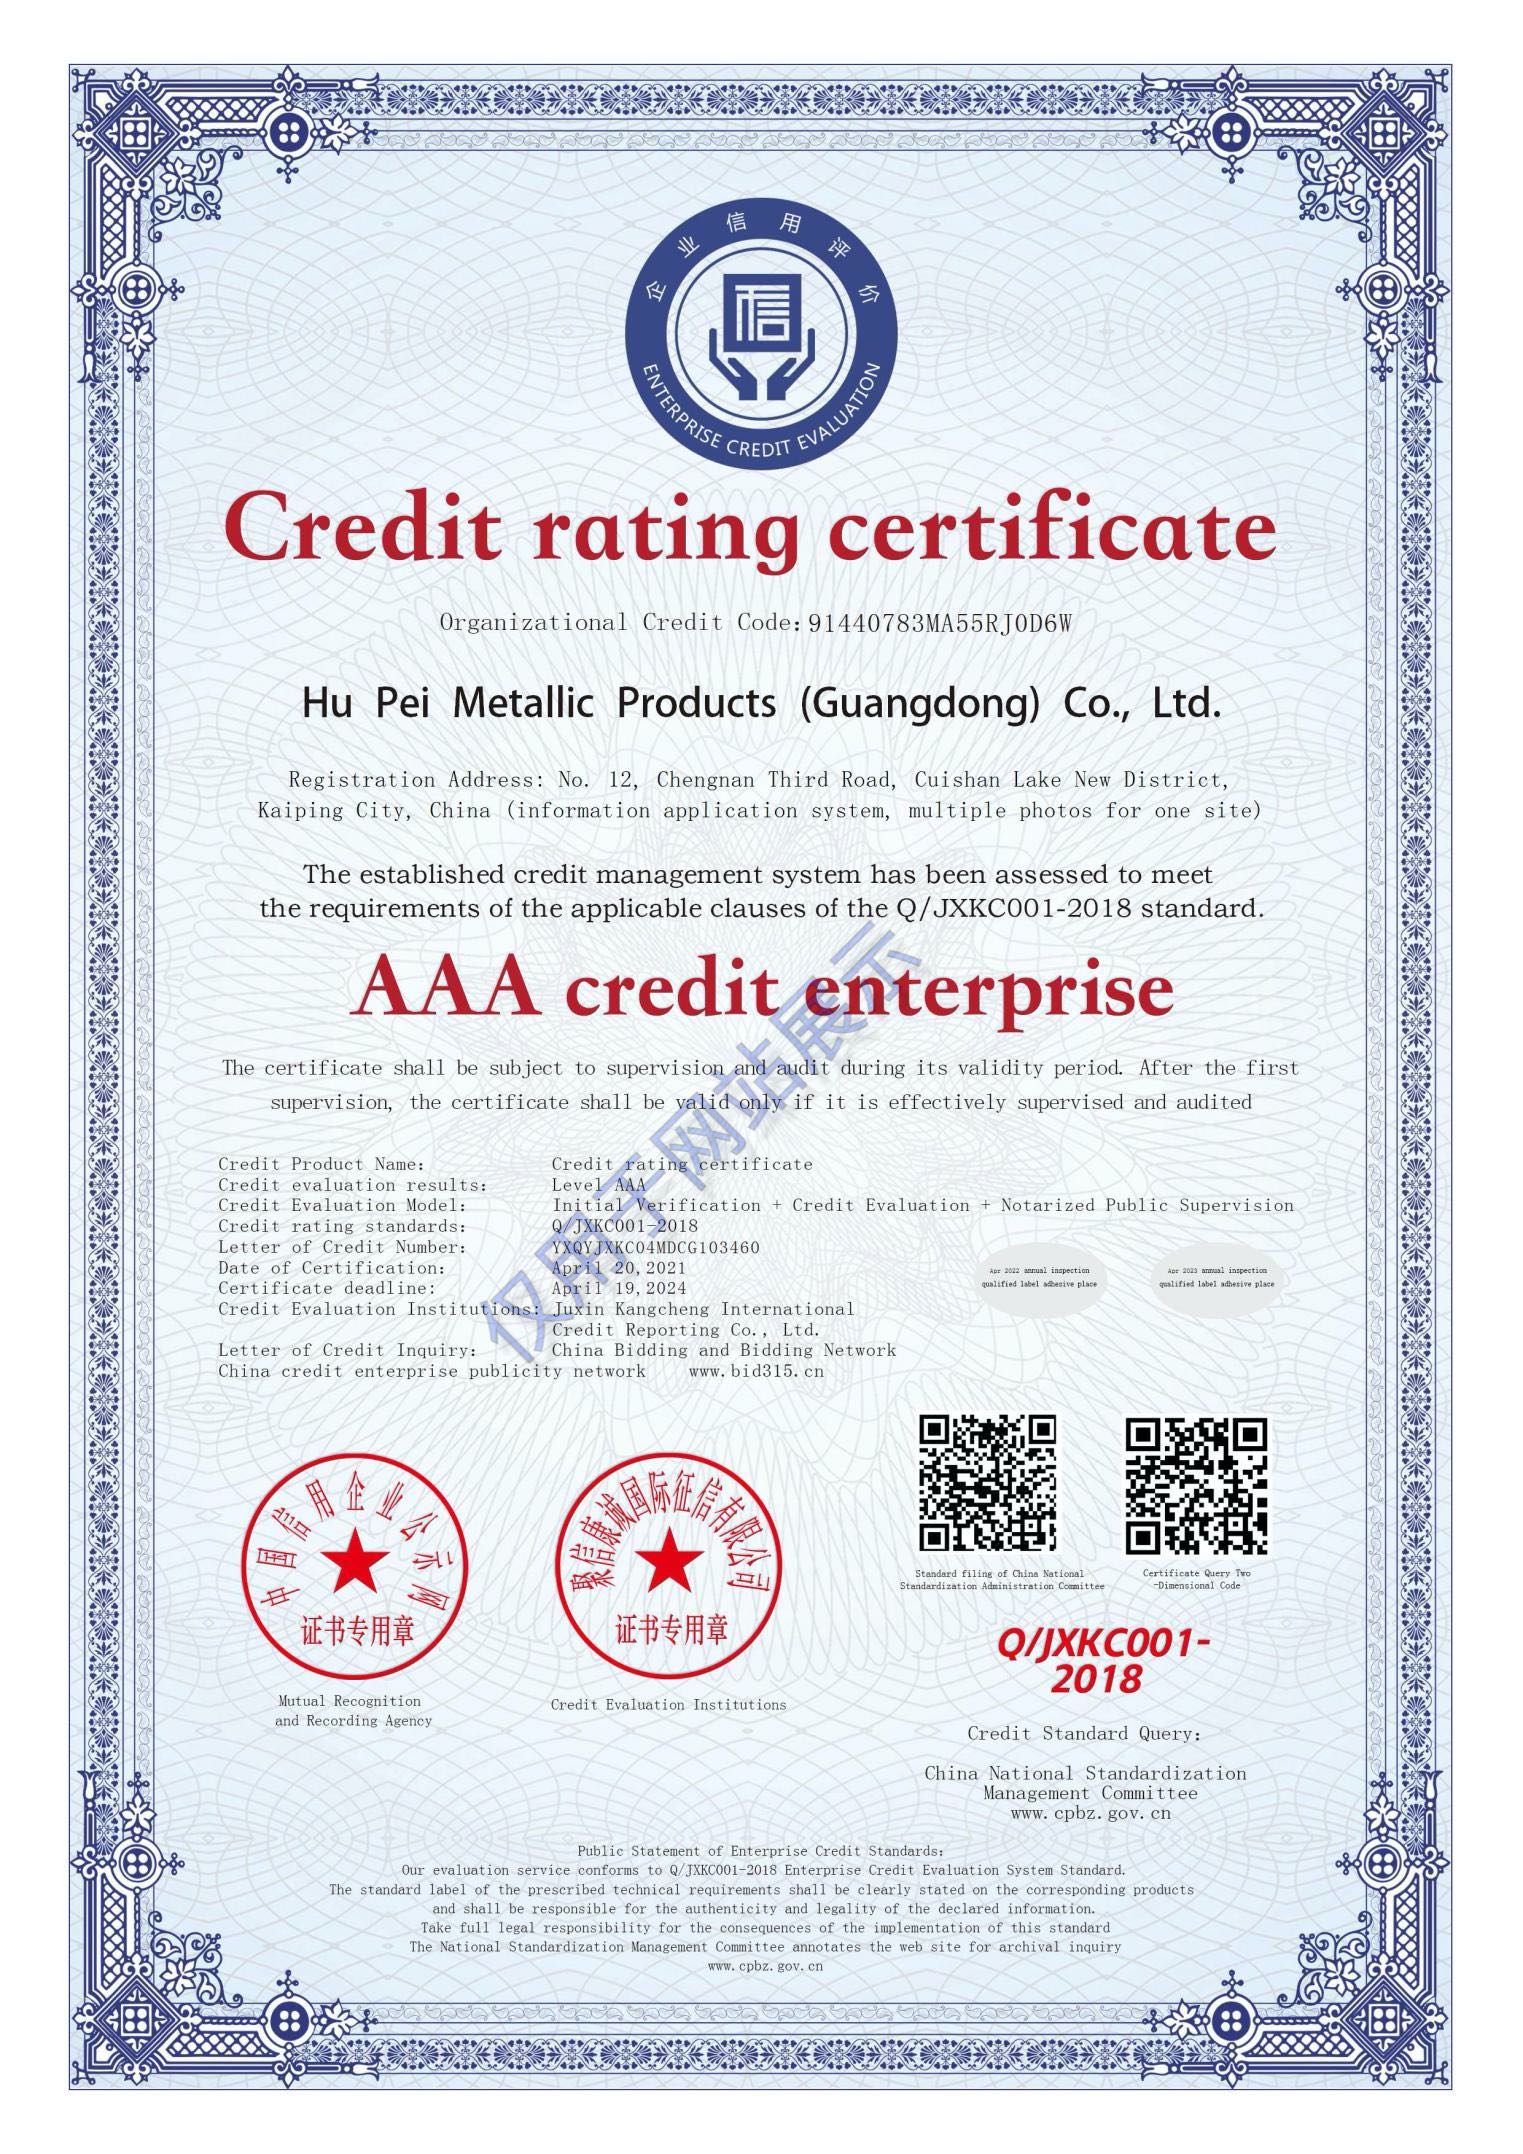 企业信用评价
信
ENTERPRISE CREDIT EVALUATION
Credit rating certificate
Organizational Credit Code: 91440783MA55RJ0D6W
Hu Pei Metallic Products (Guangdong) Co., Ltd.
Registration Address: No. 12, Chengnan Third Road, Cuishan Lake New District,
Kaiping City, China (information application system, multiple photos for one site)
The established credit management system has been assessed to meet
the requirements of the applicable clauses of the Q/JXKC001-2018 standard.
AAA credit enterprise
The certificate shall be subject to supervision and audit during its validity period. After the first
supervision, the certificate shall be valid only if it is effectively supervised and audited
仅用于网站展示
Credit Product Name: Credit rating certificate
Credit evaluation results: Level AAA
Credit Evaluation Model: Initial Verification + Credit Evaluation + Notarized Public Supervision
Credit rating standards: Q/JXKC001-2018
Letter of Credit Number: YXQYJXKC04MDCG103460
Date of Certification: April 20,2021
Certificate deadline: April 19,2024
Credit Evaluation Institutions: Juxin Kangcheng International
Credit Reporting Co., Ltd.
Letter of Credit Inquiry: China Bidding and Bidding Network
China credit enterprise publicity network www.bid315.cn
Apr 2022 annual inspection
qualified label adhesive place
Apr 2023 annual inspection
qualified label adhesive place
中国信用企业公示网
证书专用章
Mutual Recognition
and Recording Agency
聚信康诚国际征信有限公司
证书专用章
Credit Evaluation Institutions
Standard filing of China National
Standardization Administration Committee
Certificate Query Two
-Dimensional Code
Q/JXKC001-
2018
Credit Standard Query:
China National Standardization
Management Committee
www.cpbz.gov.cn
Public Statement of Enterprise Credit Standards:
Our evaluation service conforms to Q/JXKC001-2018 Enterprise Credit Evaluation System Standard.
The standard label of the prescribed technical requirements shall be clearly stated on the corresponding products
and shall be responsible for the authenticity and legality of the declared information.
Take full legal responsibility for the consequences of the implementation of this standard
The National Standardization Management Committee annotates the web site for archival inquiry
www.cpbz.gov.cn